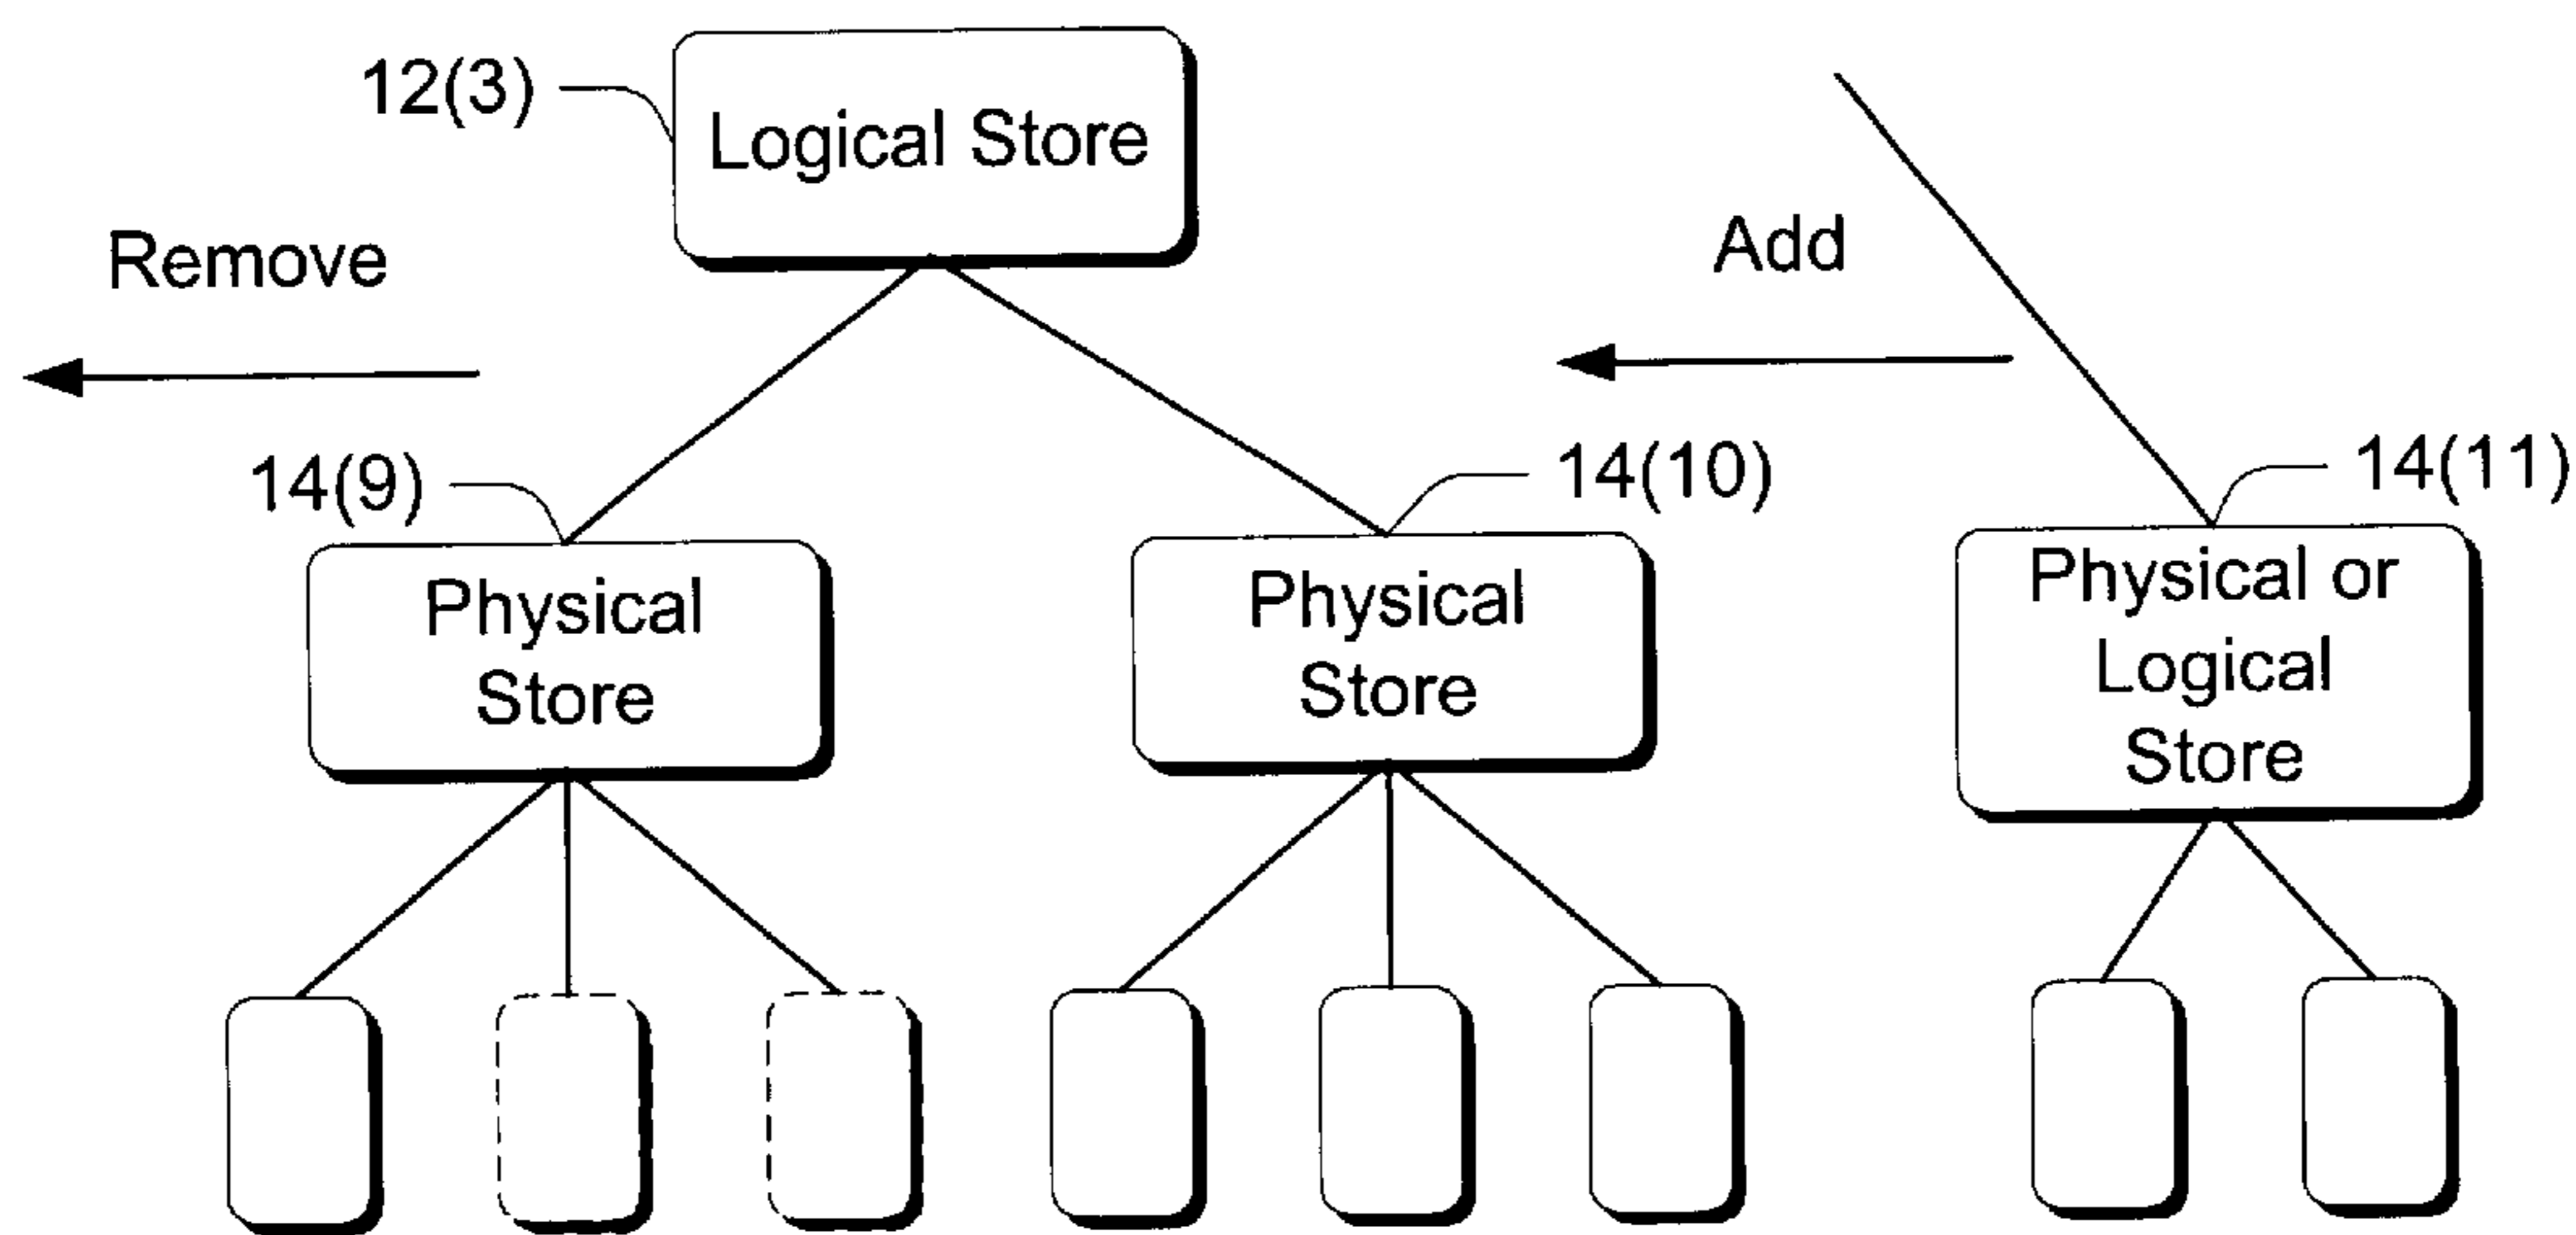 12(3)
Logical Store
Remove
Add
14(9)
14(10)
14(11)
Physical
Store
Physical
Store
Physical or
Logical
Store